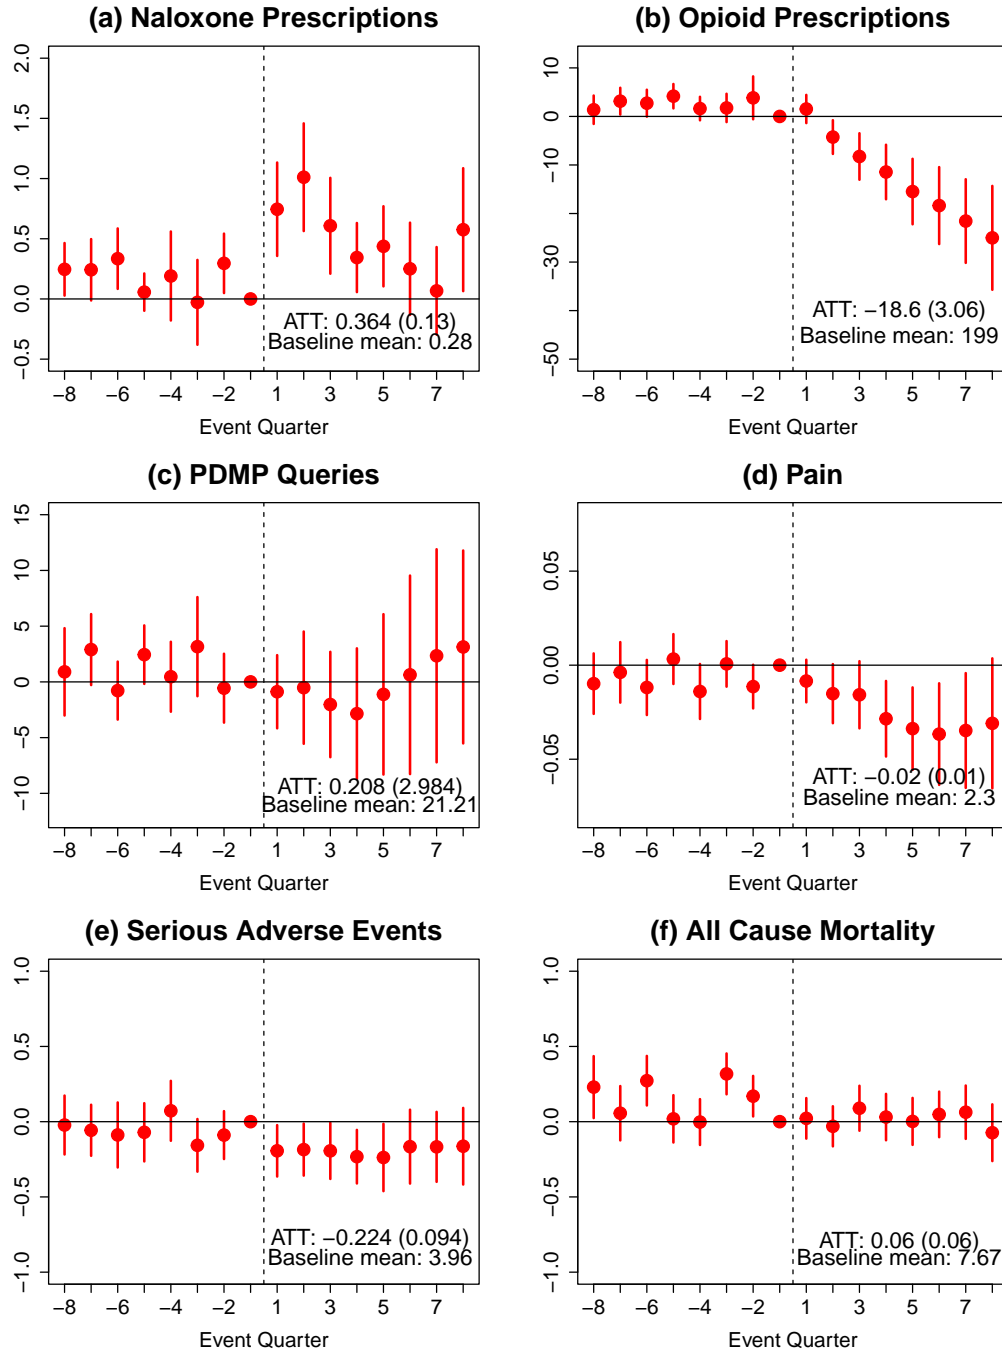 (a) Naloxone Prescriptions
2.0
1.5
1.0
0.5
0.0
−0.5
ATT: 0.364 (0.13)
Baseline mean: 0.28
−8 −6 −4 −2 1 3 5 7
Event Quarter
(b) Opioid Prescriptions
10
0
−10
−30
−50
ATT: −18.6 (3.06)
Baseline mean: 199
−8 −6 −4 −2 1 3 5 7
Event Quarter
(c) PDMP Queries
15
10
5
0
−5
−10
ATT: 0.208 (2.984)
Baseline mean: 21.21
−8 −6 −4 −2 1 3 5 7
Event Quarter
(d) Pain
0.05
0.00
−0.05
ATT: −0.02 (0.01)
Baseline mean: 2.3
−8 −6 −4 −2 1 3 5 7
Event Quarter
(e) Serious Adverse Events
1.0
0.5
0.0
−0.5
−1.0
ATT: −0.224 (0.094)
Baseline mean: 3.96
−8 −6 −4 −2 1 3 5 7
Event Quarter
(f) All Cause Mortality
1.0
0.5
0.0
−0.5
−1.0
ATT: 0.06 (0.06)
Baseline mean: 7.67
−8 −6 −4 −2 1 3 5 7
Event Quarter